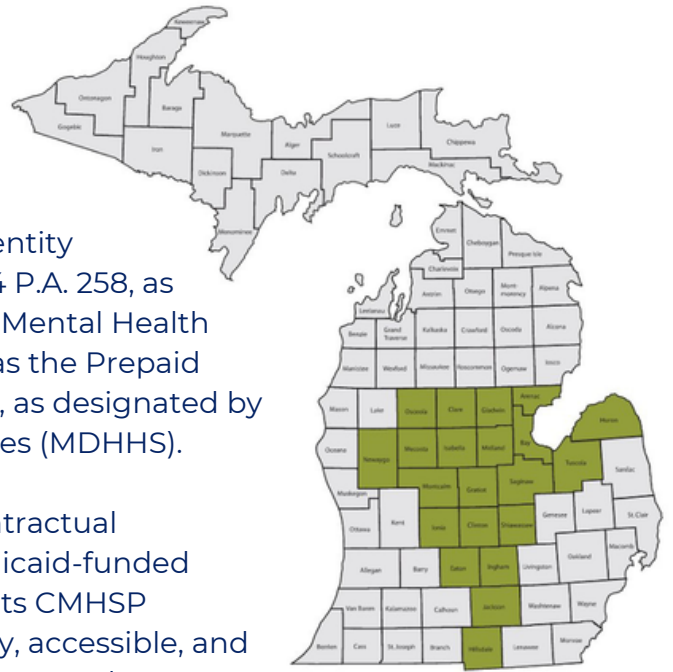 Keweenaw
Houghton
Ontonagon
Baraga
Gogebic
Marquette
Iron
Luce
Alger
Chippewa
Schoolcraft
Mackinac
Dickinson
Delta
Menominee
entity
4 P.A. 258, as
Mental Health
as the Prepaid
, as designated by
es (MDHHS).
ntractual
dicaid-funded
its CMHSP
y, accessible, and
Emmet
Cheboygan
Presque Isle
Charlevoix
Antrim Otsego Mont- Alpena
morency
Leelanau
Benzie Grand Kalkaska Crawford Oscoda Alcona
Traverse
Manistee Wexford Missaukee Roscommon Ogemaw Iosco
Mason Lake Osceola Clare Gladwin Arenac
Huron
Oceana Newaygo Mecosta Isabella Midland Bay
Tuscola Sanilac
Muskegon Montcalm Gratiot Saginaw
Ottawa Kent Ionia Clinton Shiawassee Genesee Lapeer St. Clair
Allegan Barry Eaton Ingham Livingston Oakland Macomb
Van Buren Kalamazoo Calhoun Jackson Washtenaw Wayne
Berrien Cass St. Joseph Branch Hillsdale Lenawee Monroe